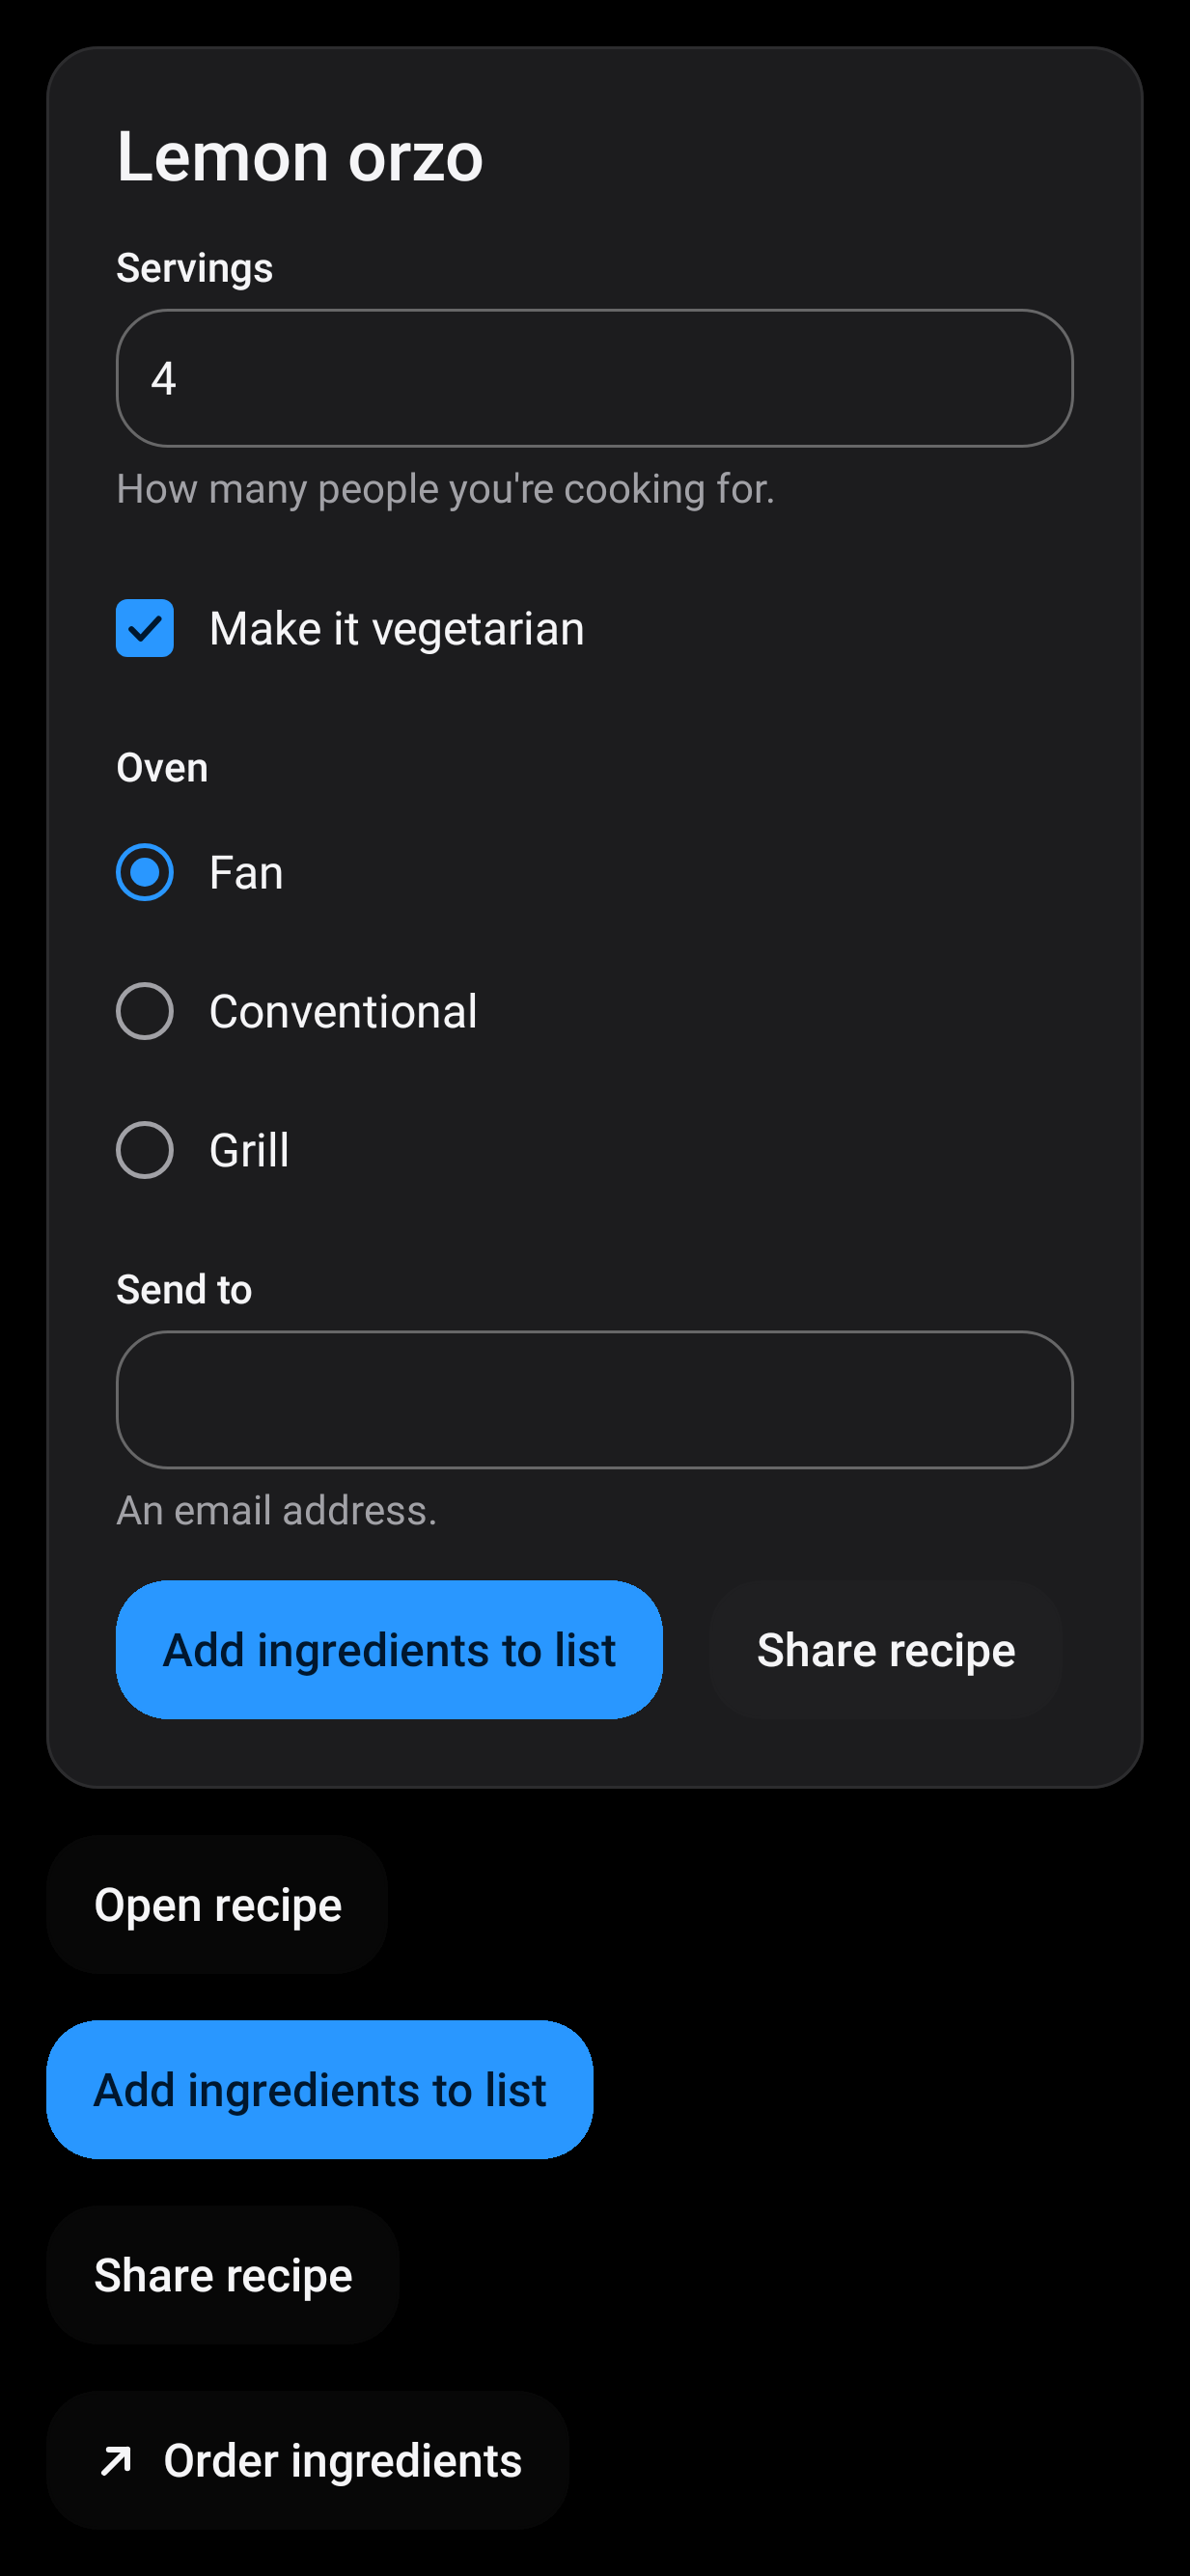 Lemon orzo
Servings
4
How many people you're cooking for.
Make it vegetarian
Oven
Fan
Conventional
Grill
Send to
An email address.
Add ingredients to list
Share recipe
Open recipe
Add ingredients to list
Share recipe
Order ingredients